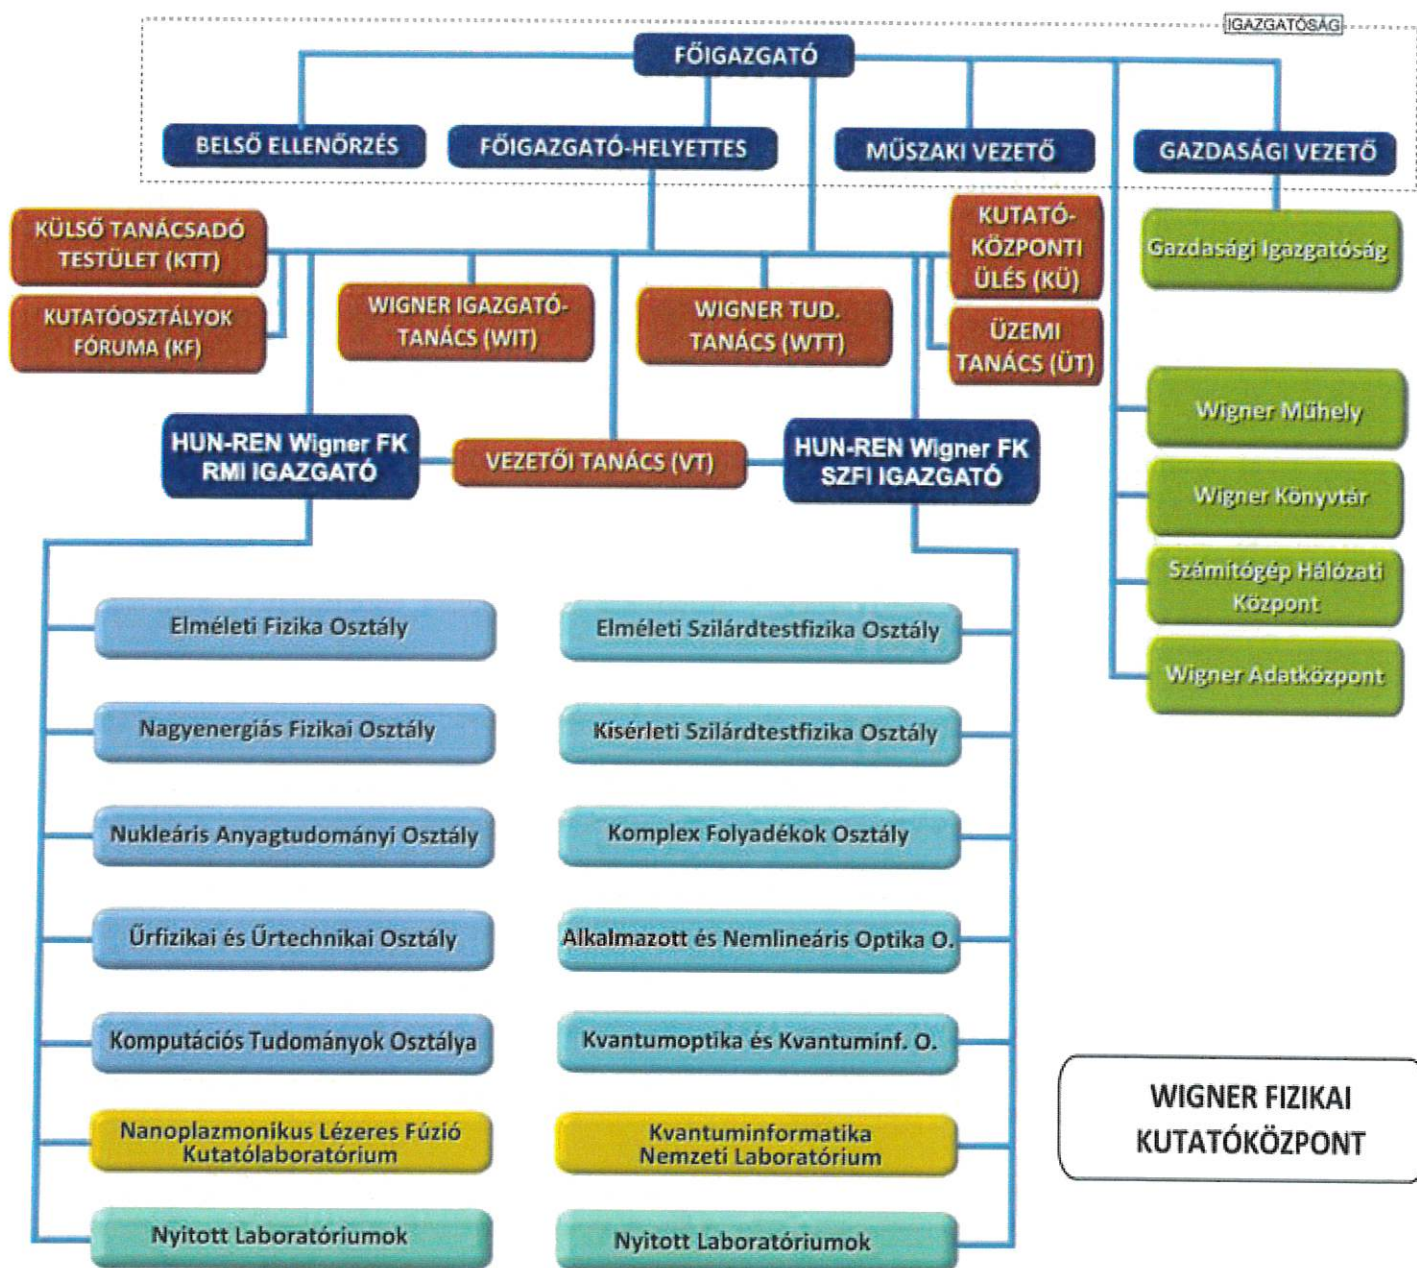 IGAZGATÓSÁG
FŐIGAZGATÓ
BELSŐ ELLENŐRZÉS
FŐIGAZGATÓ-HELYETTES
MŰSZAKI VEZETŐ
GAZDASÁGI VEZETŐ
KÜLSŐ TANÁCSADÓ
TESTÜLET (KTT)
KUTATÓ-
KÖZPONTI
ÜLÉS (KÜ)
Gazdasági Igazgatóság
KUTATÓOSZTÁLYOK
FÓRUMA (KF)
WIGNER IGAZGATÓ-
TANÁCS (WIT)
WIGNER TUD.
TANÁCS (WTT)
ÜZEMI
TANÁCS (ÜT)
HUN-REN Wigner FK
RMI IGAZGATÓ
VEZETŐI TANÁCS (VT)
HUN-REN Wigner FK
SZFI IGAZGATÓ
Wigner Műhely
Wigner Könyvtár
Számítógép Hálózati
Központ
Wigner Adatközpont
Elméleti Fizika Osztály
Elméleti Szilárdtestfizika Osztály
Nagyenergiás Fizikai Osztály
Kísérleti Szilárdtestfizika Osztály
Nukleáris Anyagtudományi Osztály
Komplex Folyadékok Osztály
Űrfizikai és Űrtechnikai Osztály
Alkalmazott és Nemlineáris Optika O.
Komputációs Tudományok Osztálya
Kvantumoptika és Kvantuminf. O.
Nanoplazmonikus Lézeres Fúzió
Kutatólaboratórium
Kvantuminformatika
Nemzeti Laboratórium
Nyitott Laboratóriumok
Nyitott Laboratóriumok
WIGNER FIZIKAI
KUTATÓKÖZPONT